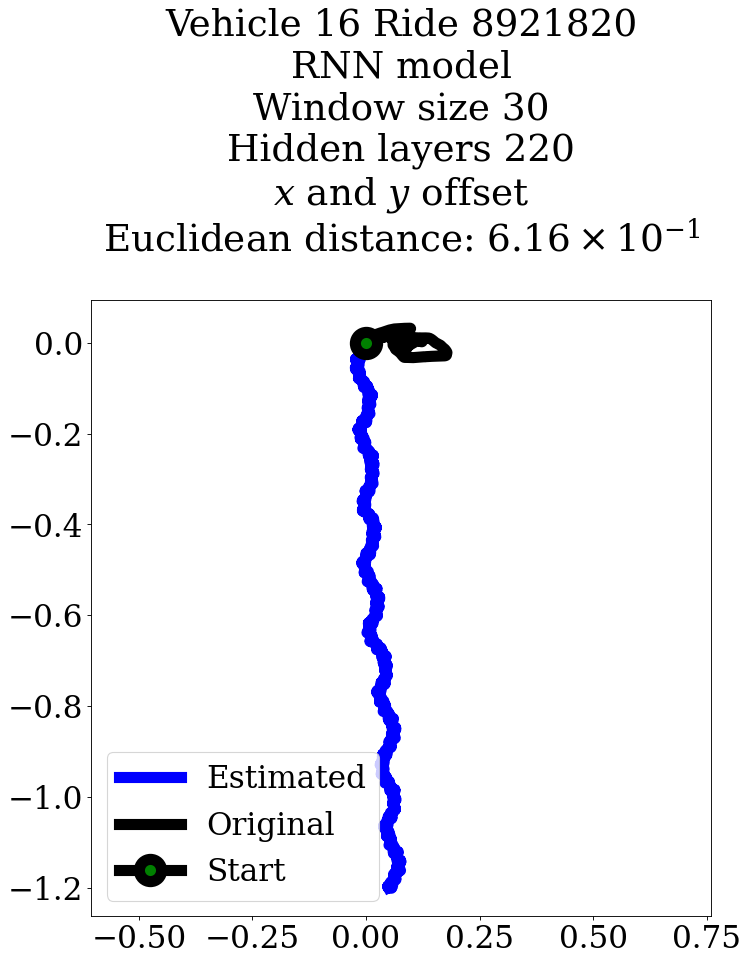 Vehicle 16 Ride 8921820
RNN model
Window size 30
Hidden layers 220
x and y offset
Euclidean distance: 6.16 × 10⁻¹
0.0
−0.2
−0.4
−0.6
−0.8
−1.0
−1.2
Estimated
Original
Start
−0.50 −0.25 0.00 0.25 0.50 0.75